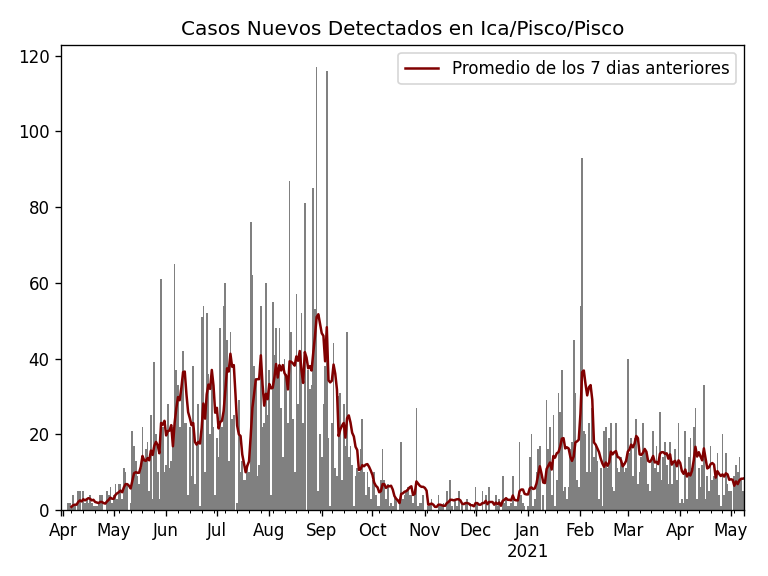 Casos Nuevos Detectados en Ica/Pisco/Pisco
Promedio de los 7 dias anteriores
120
100
80
60
40
20
0
Apr May Jun Jul Aug Sep Oct Nov Dec Jan Feb Mar Apr May
2021